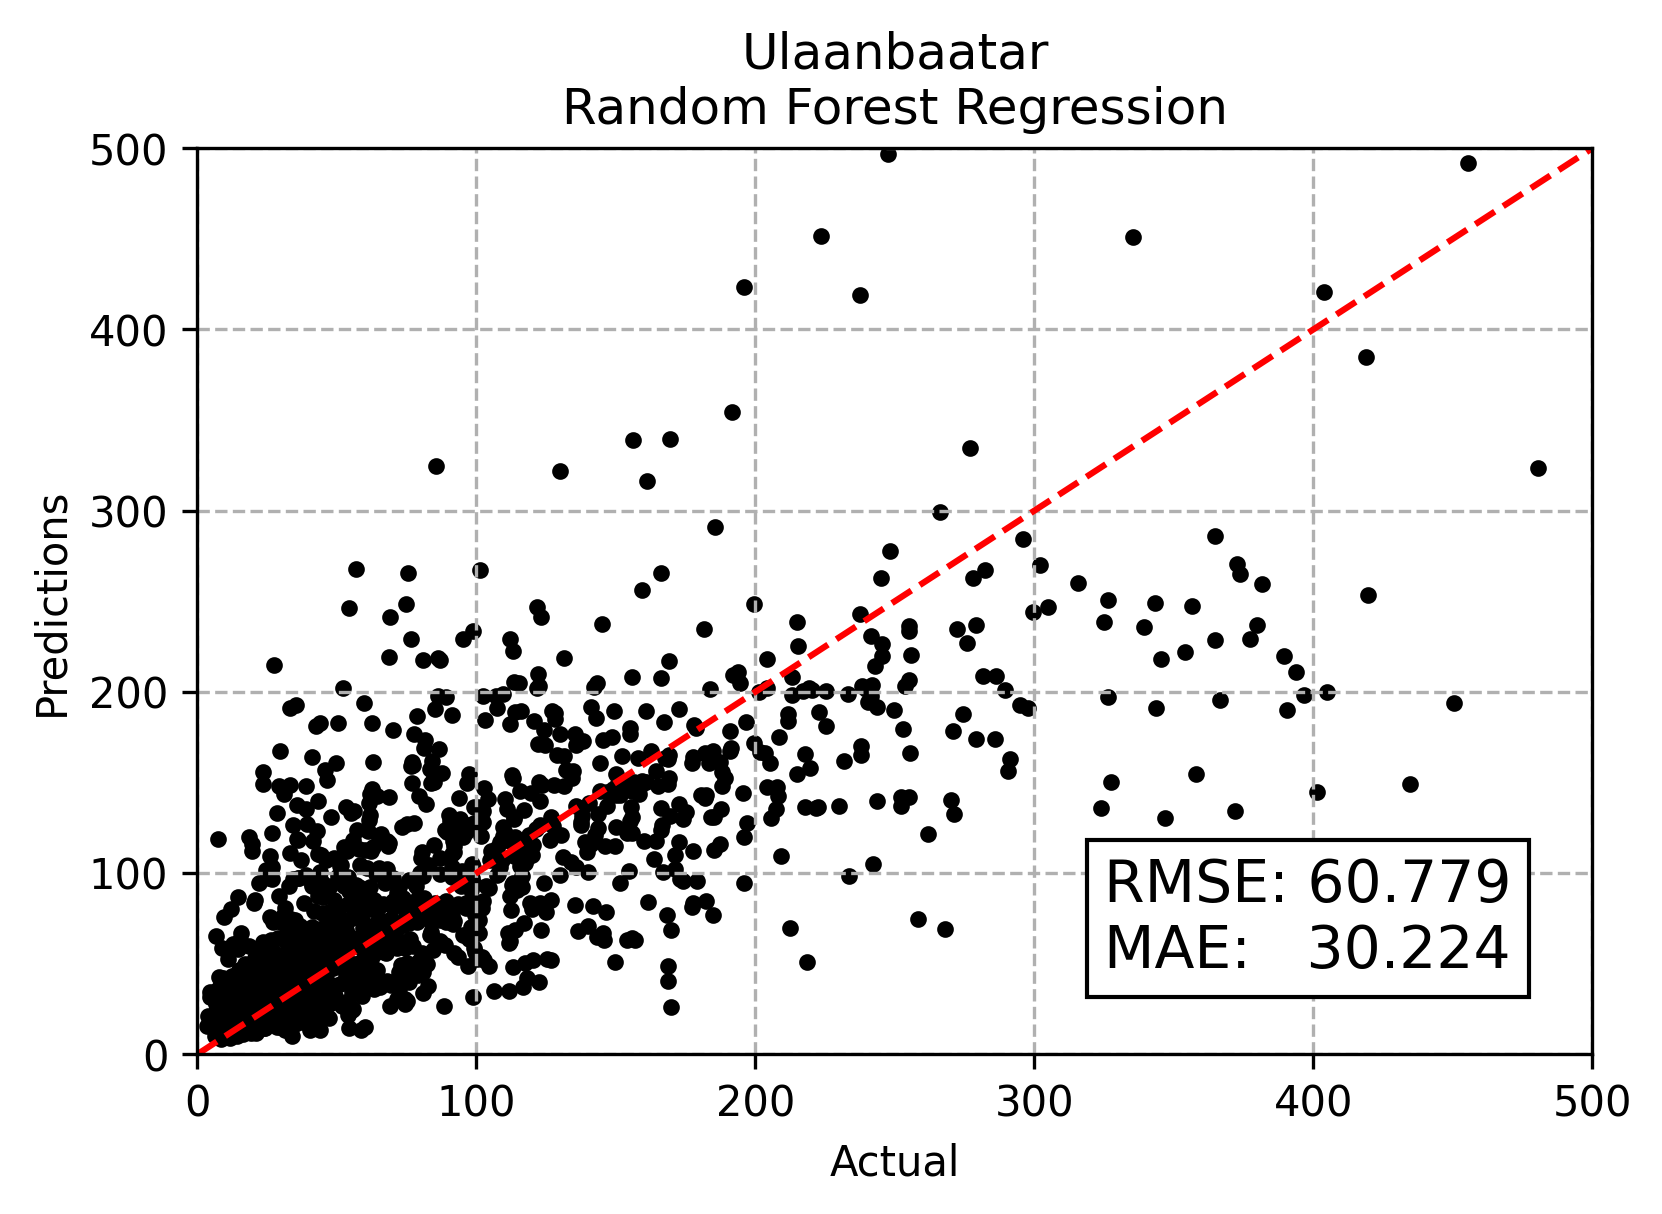 Ulaanbaatar
Random Forest Regression
500
400
300
200
100
0
Predictions
RMSE: 60.779
MAE: 30.224
0 100 200 300 400 500
Actual